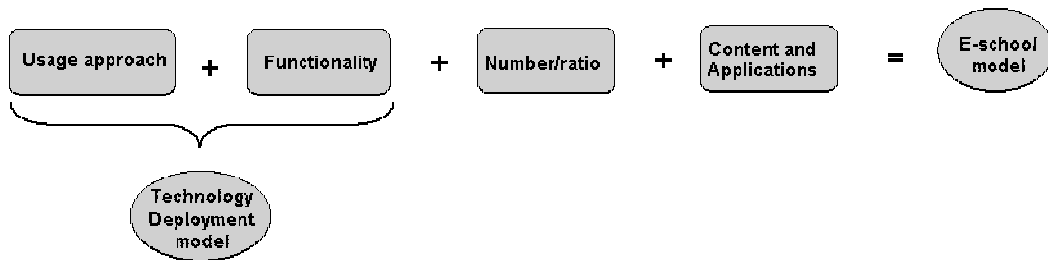 Usage approach + Functionality + Number/ratio + Content and Applications = E-school model
Technology
Deployment
model